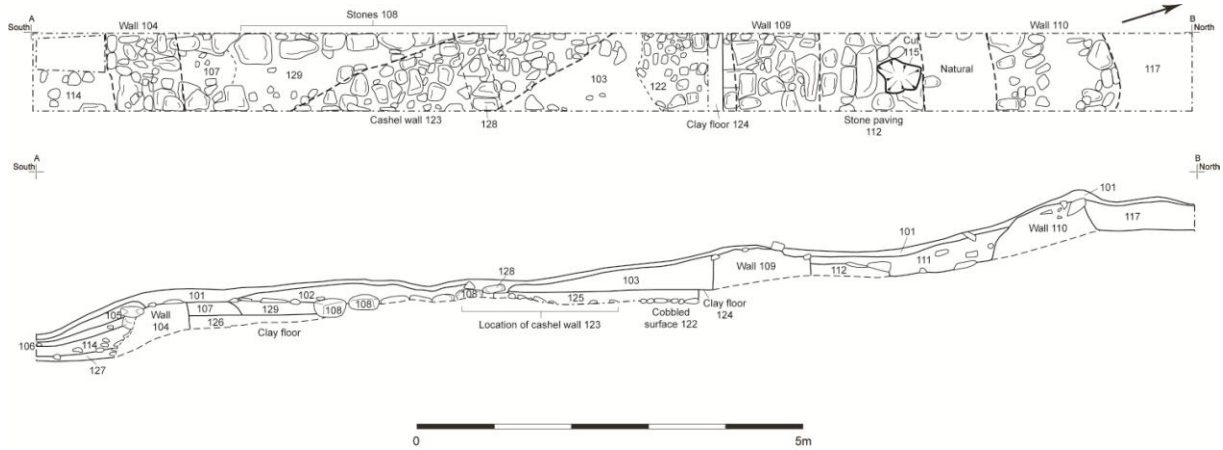 A
South
Wall 104
Stones 108
Wall 109
Wall 110
B
North
114
107
129
103
122
Cut
115
Natural
117
Cashel wall 123
128
Clay floor 124
Stone paving
112
A
South
B
North
101
117
Wall 110
101
111
112
Wall 109
103
128
108
125
Clay floor
124
Cobbled
surface 122
Location of cashel wall 123
101
102
105
107
129
108
108
Wall
104
126
Clay floor
106
114
127
0
5m